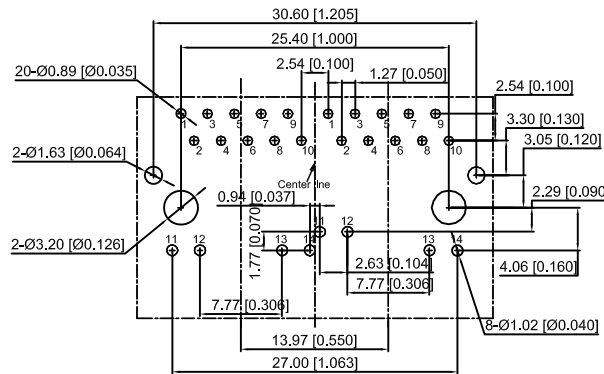 30.60 [1.205]
25.40 [1.000]
2.54 [0.100]
1.27 [0.050]
20-Ø0.89 [Ø0.035]
2.54 [0.100]
3.30 [0.130]
3.05 [0.120]
1 3 5 7 9 1 3 5 7 9
2 4 6 8 10 2 4 6 8 10
2-Ø1.63 [Ø0.064]
Center line
0.94 [0.037]
2.29 [0.090]
11 12
1.77 [0.070]
2-Ø3.20 [Ø0.126]
11 12 13 13 14
2.63 [0.104]
4.06 [0.160]
7.77 [0.306]
7.77 [0.306]
8-Ø1.02 [Ø0.040]
13.97 [0.550]
27.00 [1.063]